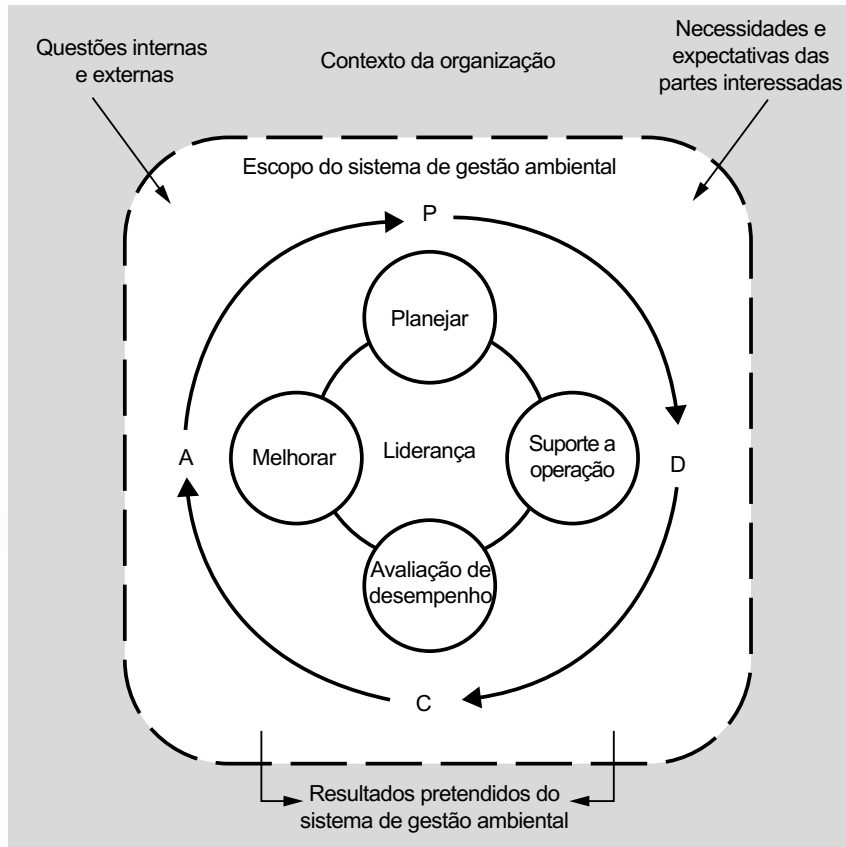 Questões internas
e externas
Contexto da organização
Necessidades e
expectativas das
partes interessadas
Escopo do sistema de gestão ambiental
P
Planejar
A
Melhorar
Liderança
Suporte a
operação
D
Avaliação de
desempenho
C
Resultados pretendidos do
sistema de gestão ambiental